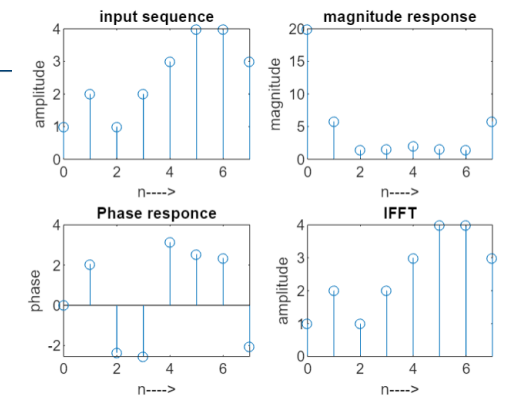 input sequence
4
3
2
1
0
0 2 4 6
amplitude
n---->
magnitude response
20
15
10
5
0
0 2 4 6
magnitude
n---->
Phase responce
4
2
0
-2
0 2 4 6
phase
n---->
IFFT
4
3
2
1
0
0 2 4 6
amplitude
n---->